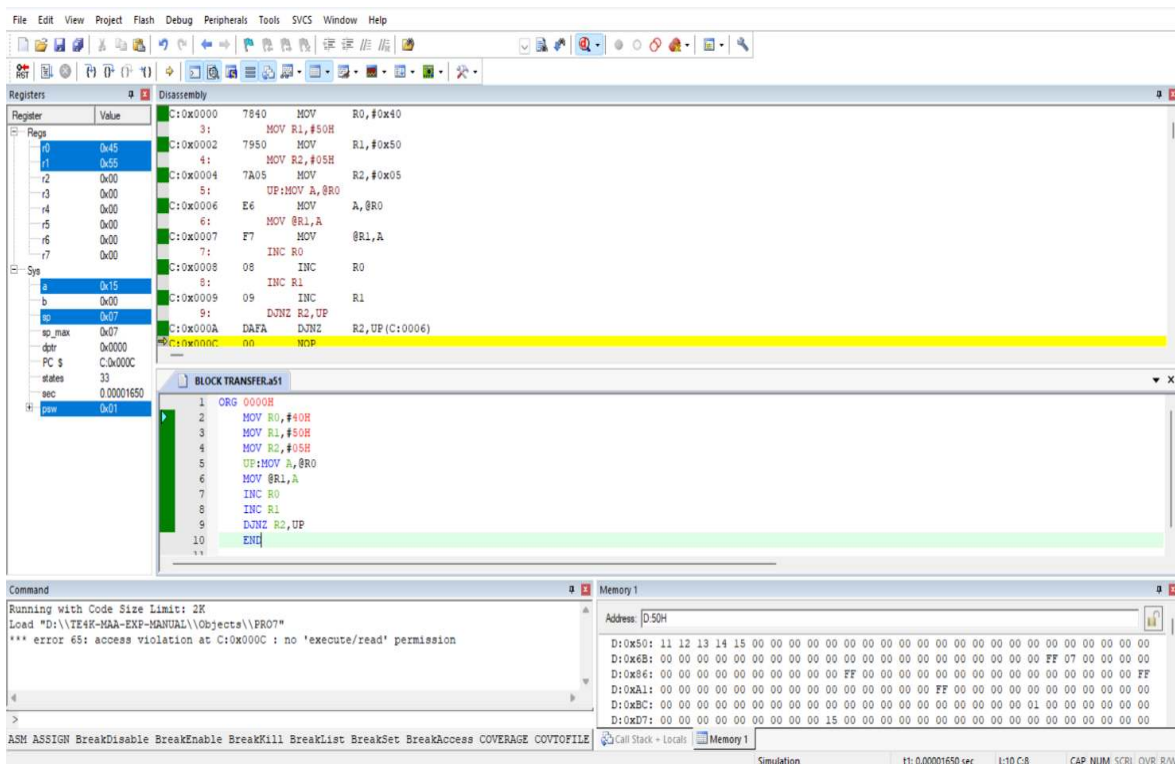 File Edit View Project Flash Debug Peripherals Tools SVCS Window Help
RST
Registers
Register Value
Regs
r0 0x45
r1 0x55
r2 0x00
r3 0x00
r4 0x00
r5 0x00
r6 0x00
r7 0x00
Sys
a 0x15
b 0x00
sp 0x07
sp_max 0x07
dptr 0x0000
PC $ C:0x000C
states 33
sec 0.00001650
psw 0x01
Disassembly
C:0x0000 7840 MOV R0,#0x40
3: MOV R1,#50H
C:0x0002 7950 MOV R1,#0x50
4: MOV R2,#05H
C:0x0004 7A05 MOV R2,#0x05
5: UP:MOV A,@R0
C:0x0006 E6 MOV A,@R0
6: MOV @R1,A
C:0x0007 F7 MOV @R1,A
7: INC R0
C:0x0008 08 INC R0
8: INC R1
C:0x0009 09 INC R1
9: DJNZ R2,UP
C:0x000A DAFA DJNZ R2,UP(C:0006)
C:0x000C 00 NOP
BLOCK TRANSFER.a51
1 ORG 0000H
2 MOV R0,#40H
3 MOV R1,#50H
4 MOV R2,#05H
5 UP:MOV A,@R0
6 MOV @R1,A
7 INC R0
8 INC R1
9 DJNZ R2,UP
10 END
11
Command
Running with Code Size Limit: 2K
Load "D:\\TE4K-MAA-EXP-MANUAL\\Objects\\PRO7"
*** error 65: access violation at C:0x000C : no 'execute/read' permission
>
ASM ASSIGN BreakDisable BreakEnable BreakKill BreakList BreakSet BreakAccess COVERAGE COVTOFILE
Memory 1
Address: D:50H
D:0x50: 11 12 13 14 15 00 00 00 00 00 00 00 00 00 00 00 00 00 00 00 00 00 00 00 00 00 00
D:0x6B: 00 00 00 00 00 00 00 00 00 00 00 00 00 00 00 00 00 00 00 00 00 FF 07 00 00 00 00
D:0x86: 00 00 00 00 00 00 00 00 00 00 FF 00 00 00 00 00 00 00 00 00 00 00 00 00 00 00 FF
D:0xA1: 00 00 00 00 00 00 00 00 00 00 00 00 00 00 00 FF 00 00 00 00 00 00 00 00 00 00 00
D:0xBC: 00 00 00 00 00 00 00 00 00 00 00 00 00 00 00 00 00 00 00 00 01 00 00 00 00 00 00
D:0xD7: 00 00 00 00 00 00 00 00 00 15 00 00 00 00 00 00 00 00 00 00 00 00 00 00 00 00 00
Call Stack + Locals Memory 1
Simulation t1: 0.00001650 sec L:10 C:8 CAP NUM SCRL OVR R/W